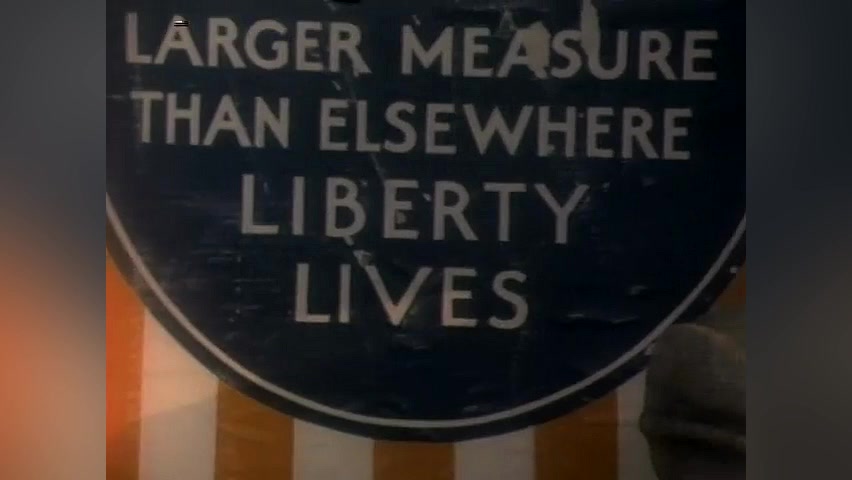 LARGER MEASURE
THAN ELSEWHERE
LIBERTY
LIVES